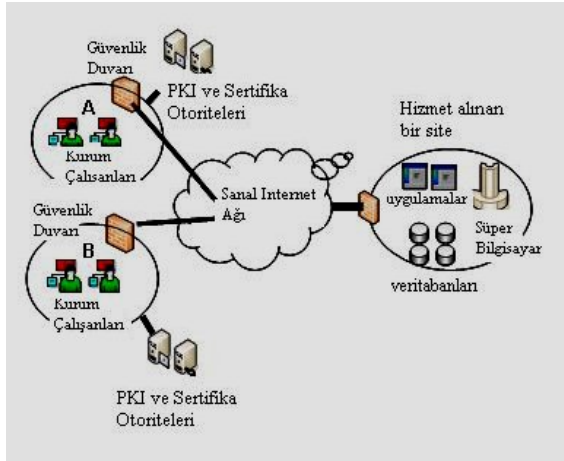 Güvenlik
Duvarı
PKI ve Sertifika
Otoriteleri
A
Kurum
Çalışanları
Hizmet alınan
bir site
Sanal Internet
Ağı
uygulamalar
Süper
Bilgisayar
veritabanları
Güvenlik
Duvarı
B
Kurum
Çalışanları
PKI ve Sertifika
Otoriteleri